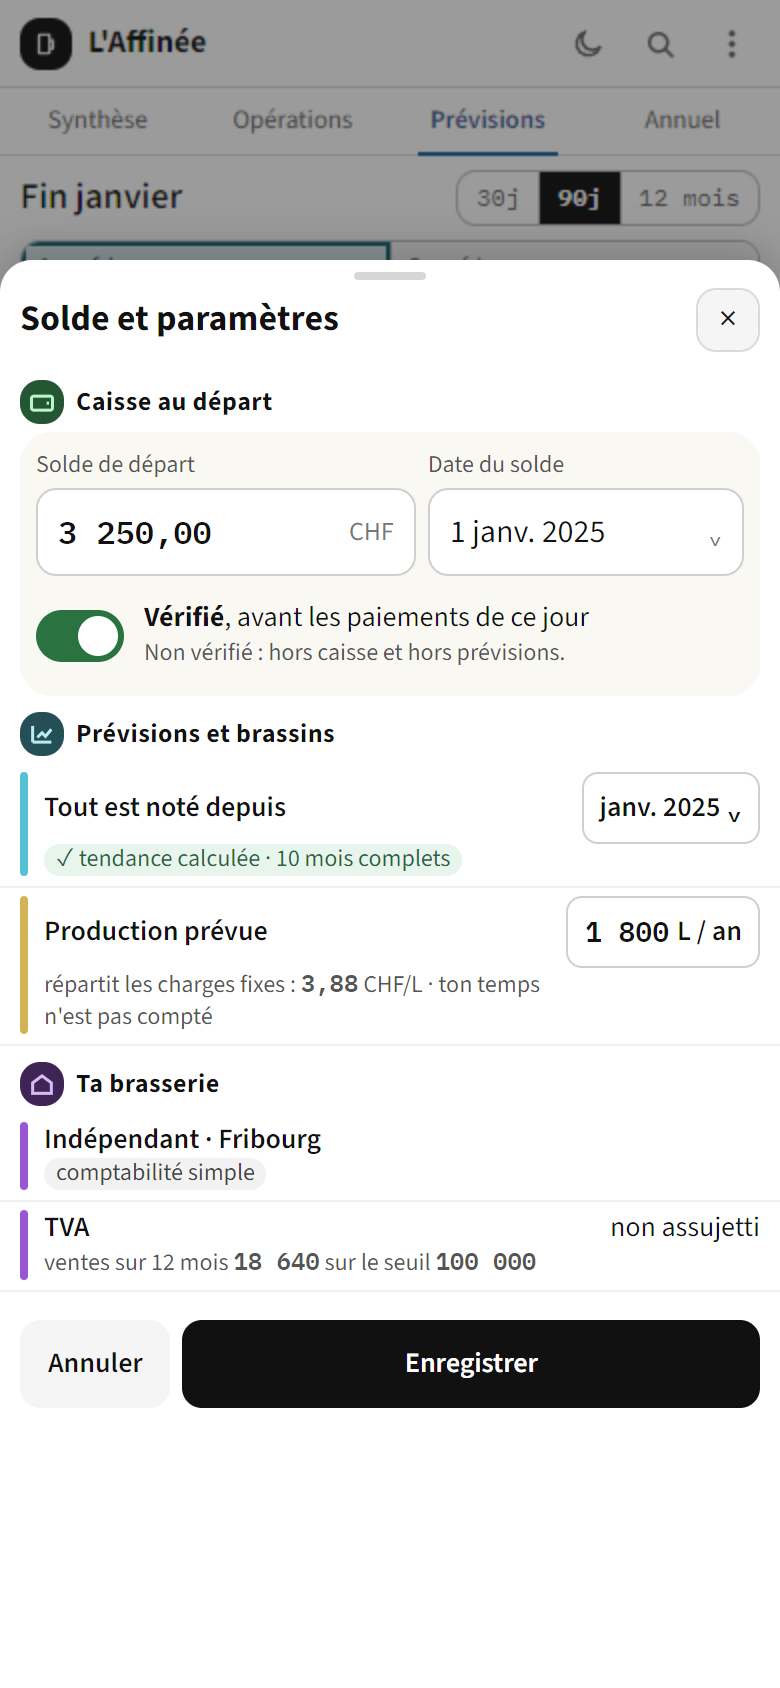 L'Affinée
Synthèse Opérations Prévisions Annuel
Fin janvier 30j 90j 12 mois
Solde et paramètres ×
Caisse au départ
Solde de départ Date du solde
3 250,00 CHF 1 janv. 2025
Vérifié, avant les paiements de ce jour
Non vérifié : hors caisse et hors prévisions.
Prévisions et brassins
Tout est noté depuis janv. 2025
✓ tendance calculée · 10 mois complets
Production prévue 1 800 L / an
répartit les charges fixes : 3,88 CHF/L · ton temps
n'est pas compté
Ta brasserie
Indépendant · Fribourg
comptabilité simple
TVA non assujetti
ventes sur 12 mois 18 640 sur le seuil 100 000
Annuler Enregistrer